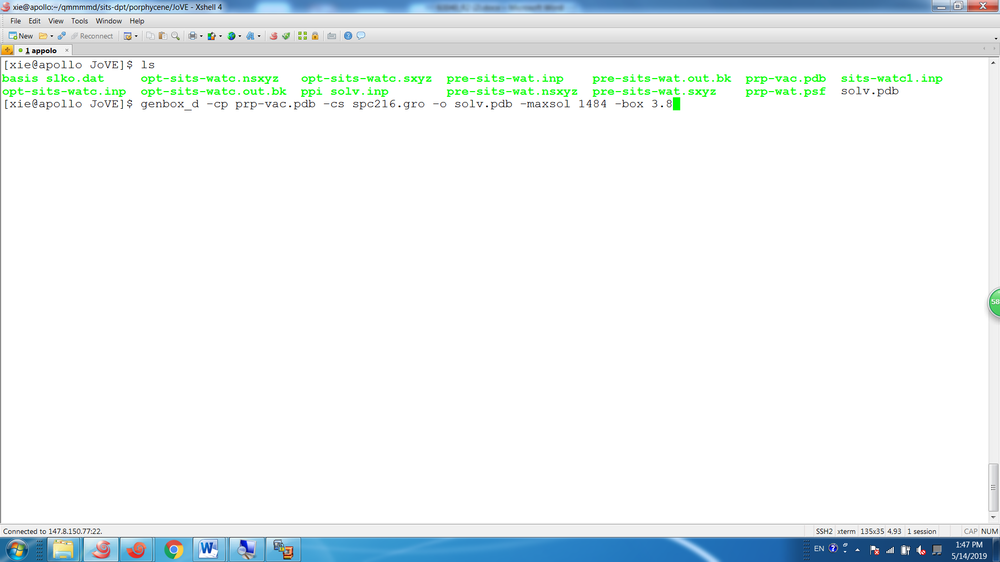 xie@apollo:~/qmmmmd/sits-dpt/porphycene/JoVE - Xshell 4
File Edit View Tools Window Help
New Reconnect
1 appolo
[xie@apollo JoVE]$ ls
basis slko.dat opt-sits-watc.nsxyz opt-sits-watc.sxyz pre-sits-wat.inp pre-sits-wat.out.bk prp-vac.pdb sits-watc1.inp
opt-sits-watc.inp opt-sits-watc.out.bk ppi solv.inp pre-sits-wat.nsxyz pre-sits-wat.sxyz prp-wat.psf solv.pdb
[xie@apollo JoVE]$ genbox_d -cp prp-vac.pdb -cs spc216.gro -o solv.pdb -maxsol 1484 -box 3.8
58
Connected to 147.8.150.77:22. SSH2 xterm 135x35 4,93 1 session CAP NUM
EN 1:47 PM
5/14/2019